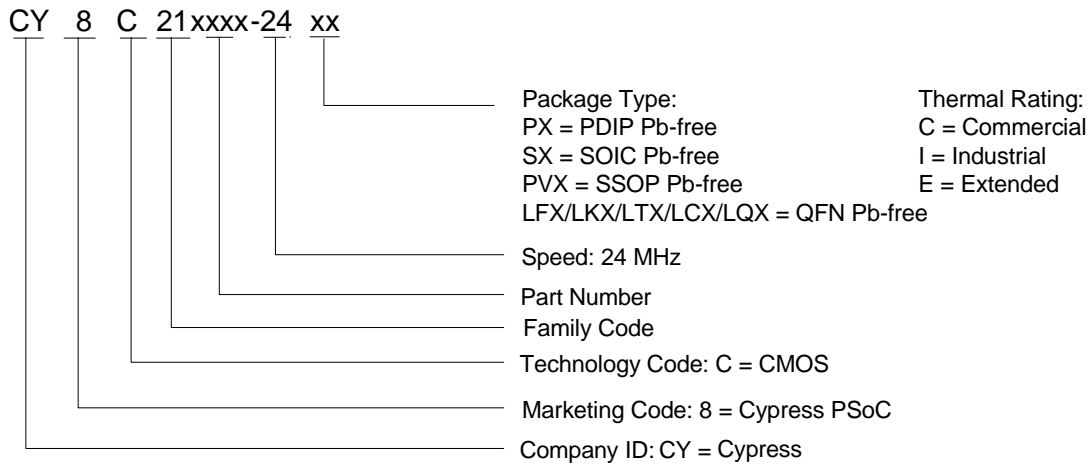 CY 8 C 21xxxx-24 xx
Package Type: Thermal Rating:
PX = PDIP Pb-free C = Commercial
SX = SOIC Pb-free I = Industrial
PVX = SSOP Pb-free E = Extended
LFX/LKX/LTX/LCX/LQX = QFN Pb-free
Speed: 24 MHz
Part Number
Family Code
Technology Code: C = CMOS
Marketing Code: 8 = Cypress PSoC
Company ID: CY = Cypress